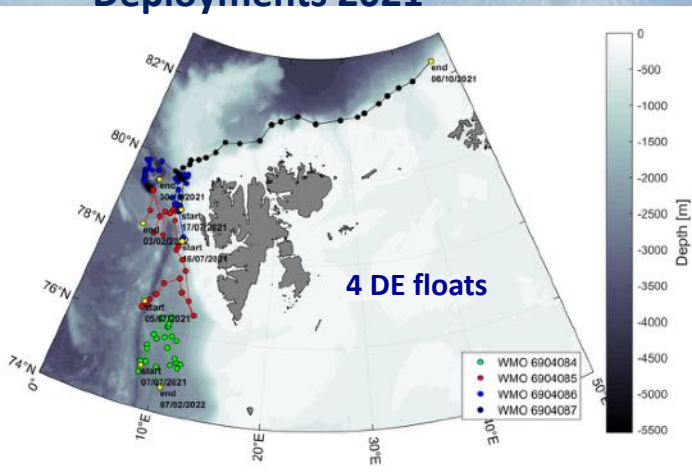 Deployments 2021
82°N
80°N
78°N
76°N
74°N
0°
10°E
20°E
30°E
40°E
50°E
end
06/10/2021
end
start
17/07/2021
end
03/02/2022
start
16/07/2021
start
05/07/2021
start
07/07/2021
end
07/02/2022
4 DE floats
WMO 6904084
WMO 6904085
WMO 6904086
WMO 6904087
0
-500
-1000
-1500
-2000
-2500
-3000
-3500
-4000
-4500
-5000
-5500
Depth [m]